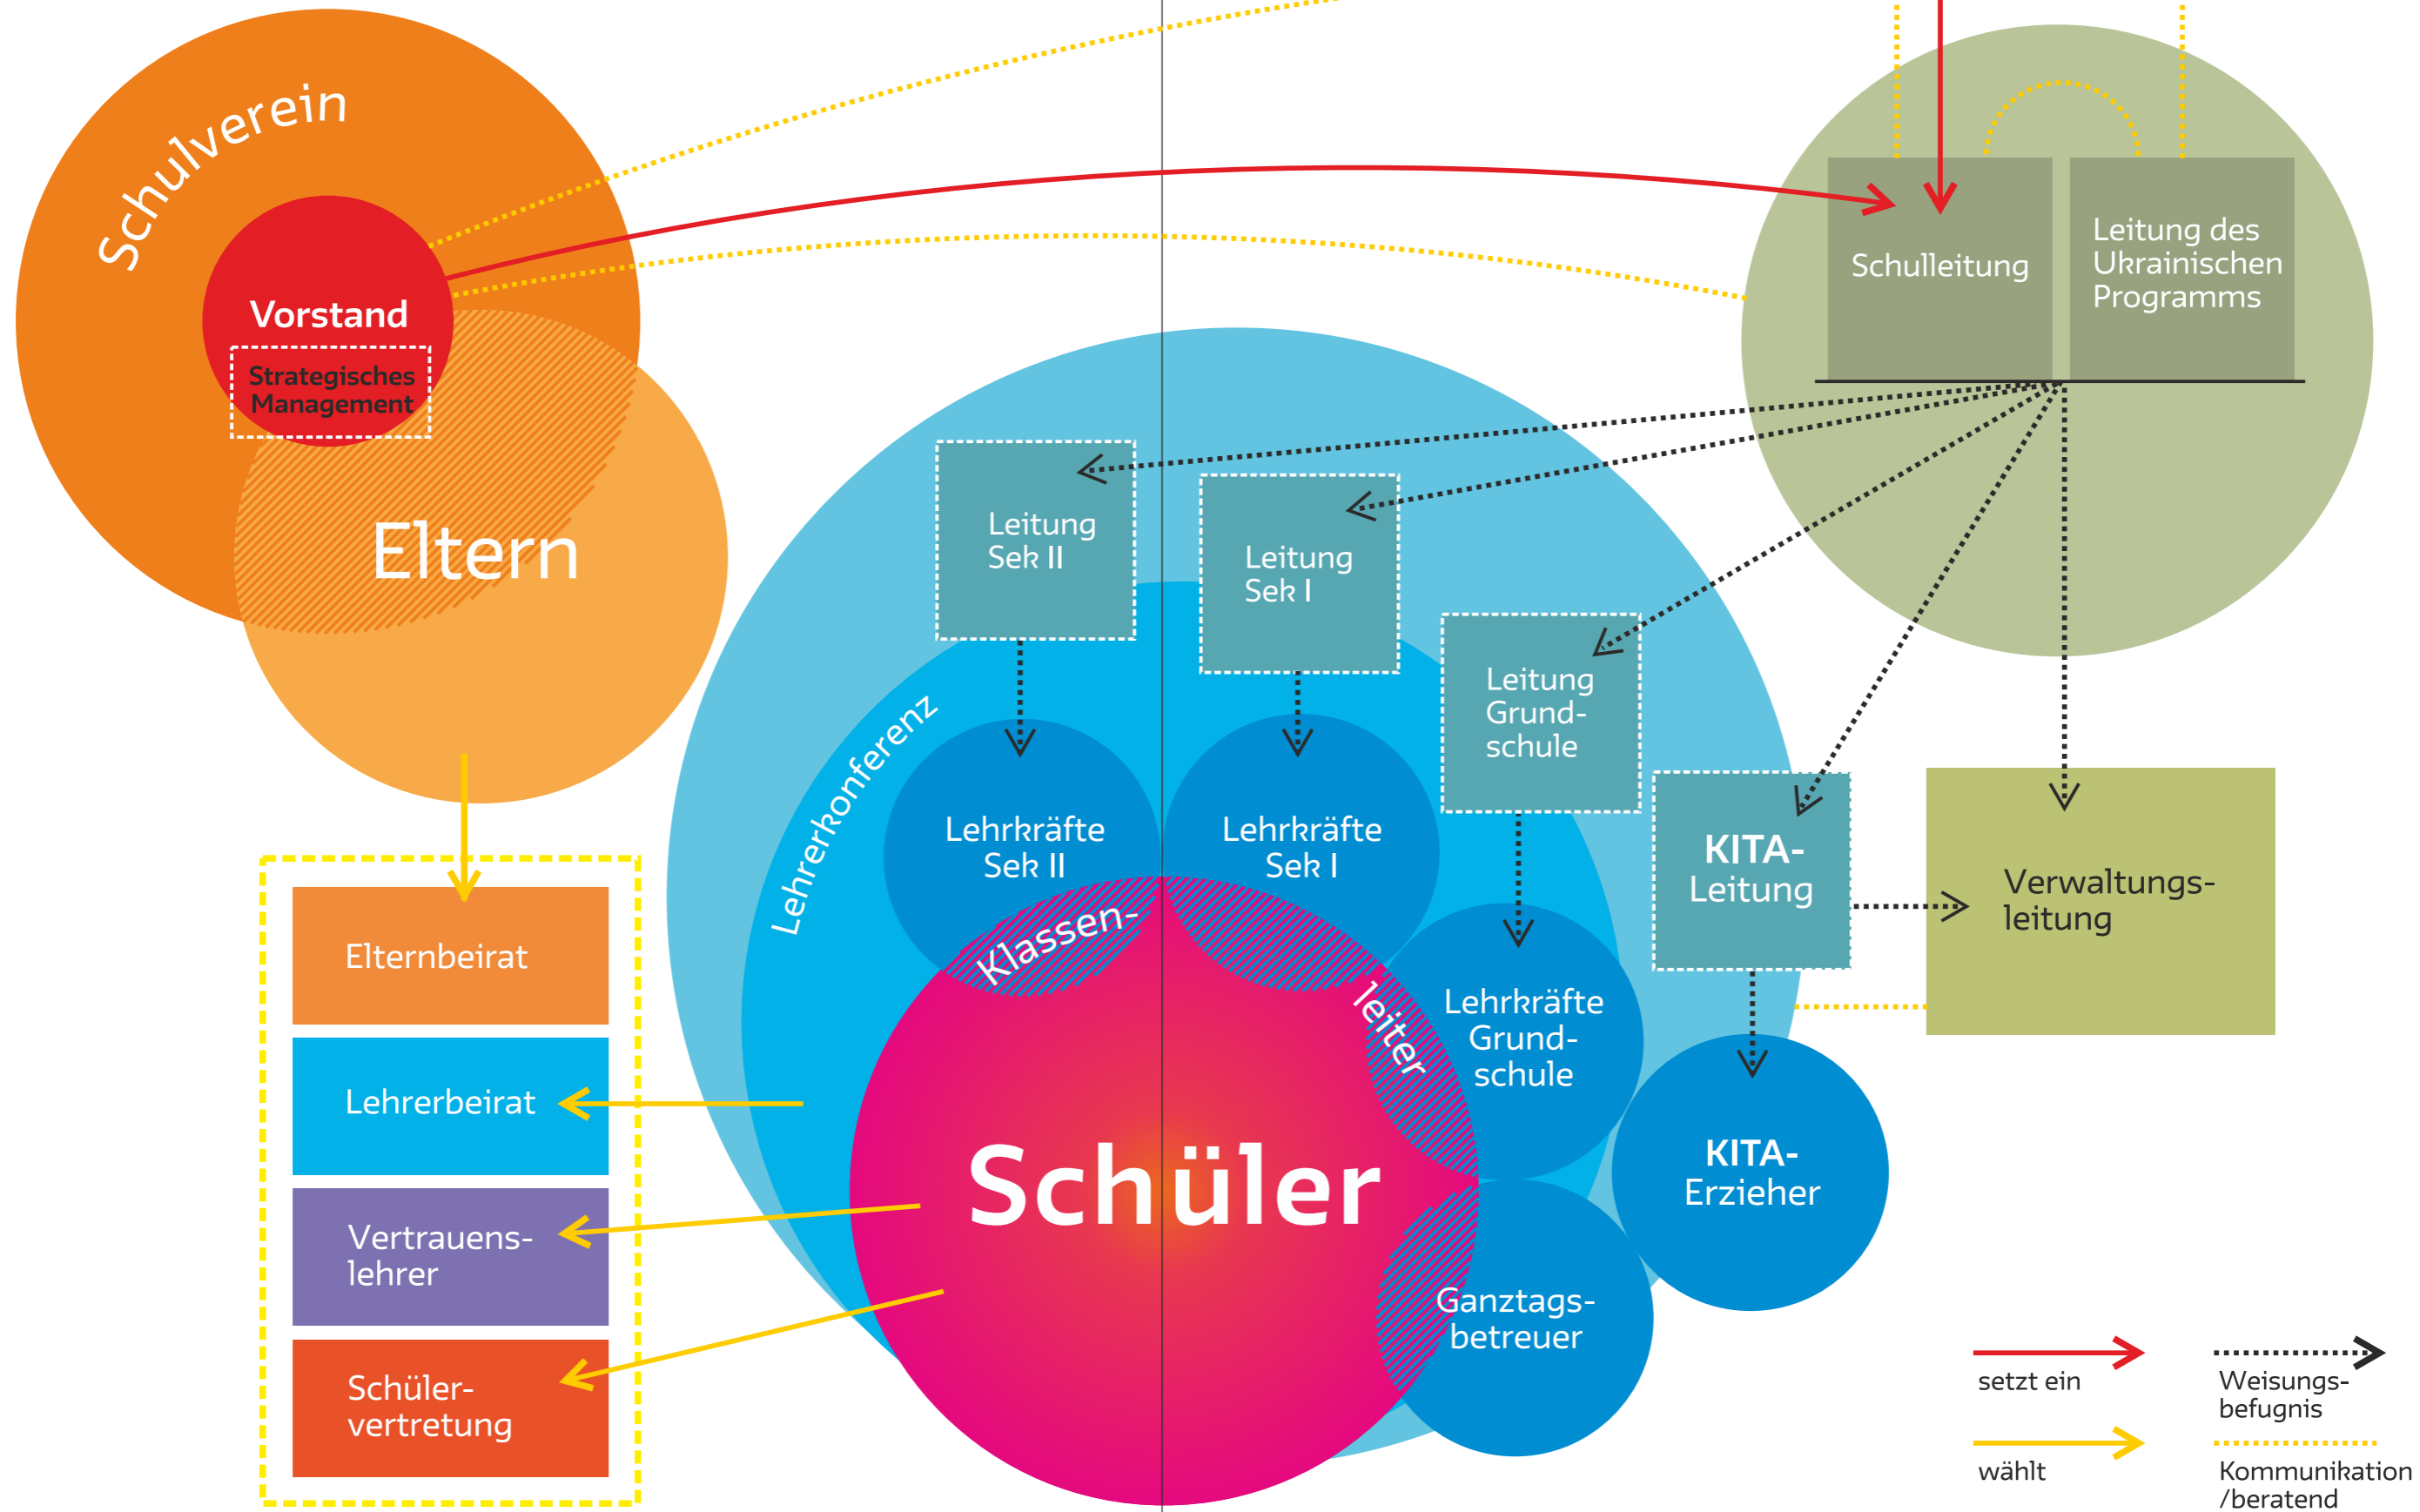 Schulverein
Vorstand
Strategisches
Management
Eltern
Schulleitung
Leitung des
Ukrainischen
Programms
Leitung
Sek II
Leitung
Sek I
Leitung
Grund-
schule
KITA-
Leitung
Verwaltungs-
leitung
Lehrerkonferenz
Lehrkräfte
Sek II
Lehrkräfte
Sek I
Klassen-
leiter
Lehrkräfte
Grund-
schule
KITA-
Erzieher
Ganztags-
betreuer
Schüler
Elternbeirat
Lehrerbeirat
Vertrauens-
lehrer
Schüler-
vertretung
setzt ein
Weisungs-
befugnis
wählt
Kommunikation
/beratend